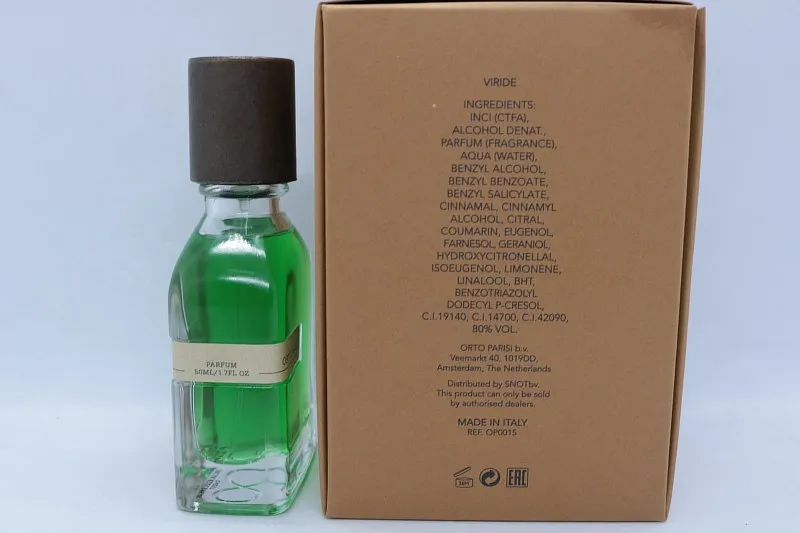 VIRIDE
INGREDIENTS:
INCI (CTFA),
ALCOHOL DENAT.,
PARFUM (FRAGRANCE),
AQUA (WATER),
BENZYL ALCOHOL,
BENZYL BENZOATE,
BENZYL SALICYLATE,
CINNAMAL, CINNAMYL
ALCOHOL, CITRAL,
COUMARIN, EUGENOL,
FARNESOL, GERANIOL,
HYDROXYCITRONELLAL,
ISOEUGENOL, LIMONENE,
LINALOOL, BHT,
BENZOTRIAZOLYL
DODECYL P-CRESOL,
C.I.19140, C.I.14700, C.I.42090,
80% VOL.
ORTO PARISI b.v.
Veemarkt 40, 1019DD,
Amsterdam, The Netherlands
Distributed by SNOTbv.
This product can only be sold
by authorised dealers.
MADE IN ITALY
REF. OP0015
EAC
PARFUM
50ML/1.7FL OZ